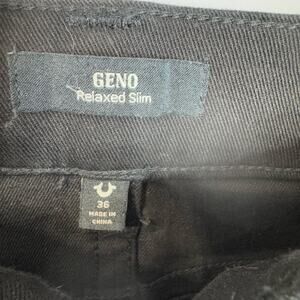 GENO
Relaxed Slim
36
MADE IN
CHINA